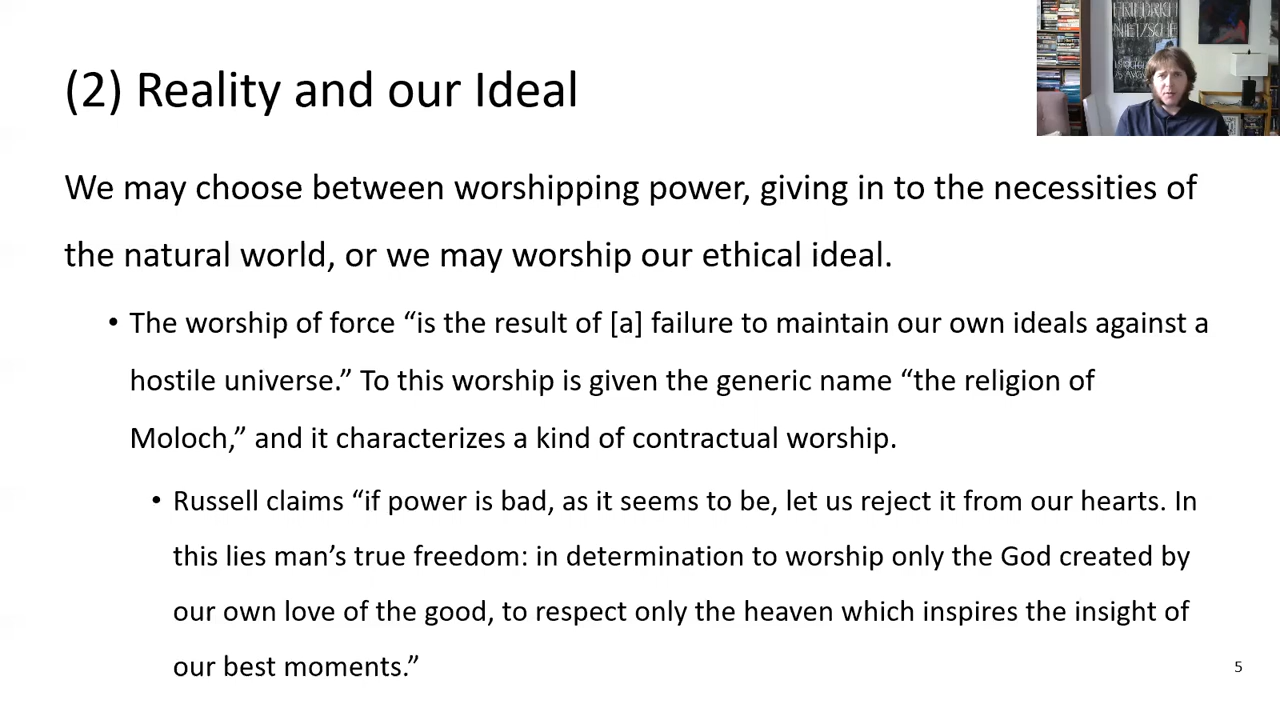 FRIEDRICH
NIETZSCHE
(2) Reality and our Ideal
We may choose between worshipping power, giving in to the necessities of
the natural world, or we may worship our ethical ideal.
• The worship of force “is the result of [a] failure to maintain our own ideals against a
hostile universe.” To this worship is given the generic name “the religion of
Moloch,” and it characterizes a kind of contractual worship.
• Russell claims “if power is bad, as it seems to be, let us reject it from our hearts. In
this lies man’s true freedom: in determination to worship only the God created by
our own love of the good, to respect only the heaven which inspires the insight of
our best moments.”
5